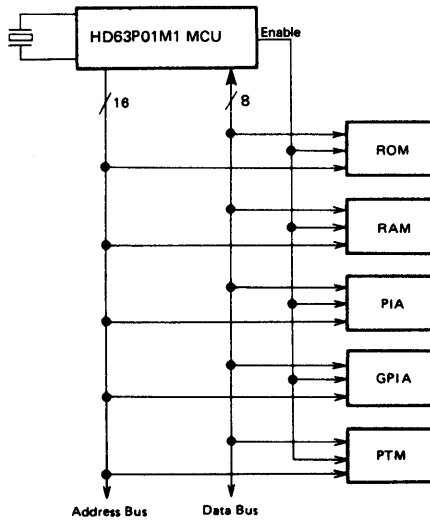 HD63P01M1 MCU
Enable
16
8
ROM
RAM
PIA
GPIA
PTM
Address Bus
Data Bus